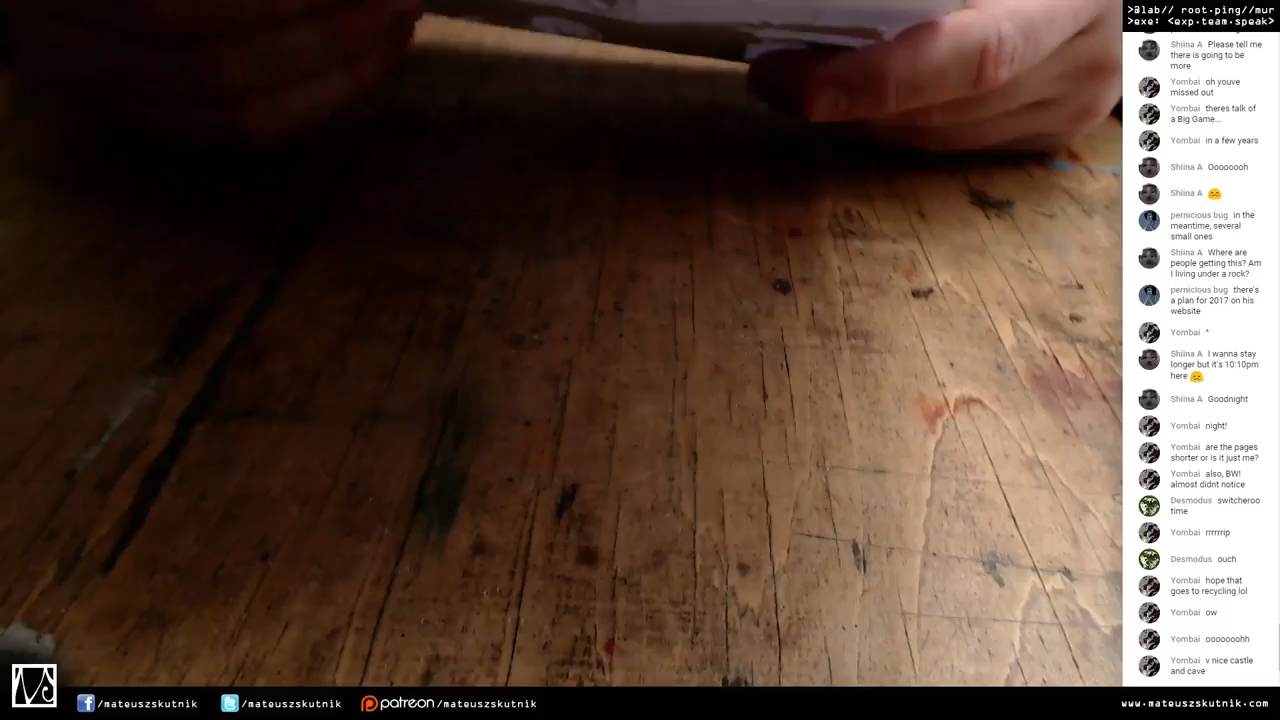 >@lab// root.ping//mur
>exe: <exp.team.speak>
Shiina A Please tell me
there is going to be
more
Yombai oh youve
missed out
Yombai theres talk of
a Big Game...
Yombai in a few years
Shiina A Oooooooh
Shiina A
pernicious bug in the
meantime, several
small ones
Shiina A Where are
people getting this? Am
I living under a rock?
pernicious bug there's
a plan for 2017 on his
website
Yombai ^
Shiina A I wanna stay
longer but it's 10:10pm
here
Shiina A Goodnight
Yombai night!
Yombai are the pages
shorter or is it just me?
Yombai also, BW!
almost didnt notice
Desmodus switcheroo
time
Yombai rrrrrrip
Desmodus ouch
Yombai hope that
goes to recycling lol
Yombai ow
Yombai ooooooohh
Yombai v nice castle
and cave
/mateuszskutnik /mateuszskutnik patreon/mateuszskutnik www.mateuszskutnik.com